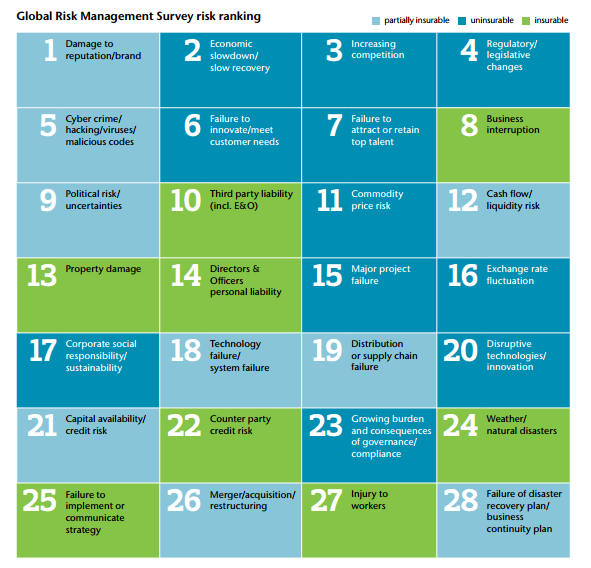 Global Risk Management Survey risk ranking
partially insurable uninsurable insurable
1 Damage to
reputation/brand
2 Economic
slowdown/
slow recovery
3 Increasing
competition
4 Regulatory/
legislative
changes
5 Cyber crime/
hacking/viruses/
malicious codes
6 Failure to
innovate/meet
customer needs
7 Failure to
attract or retain
top talent
8 Business
interruption
9 Political risk/
uncertainties
10 Third party liability
(incl. E&O)
11 Commodity
price risk
12 Cash flow/
liquidity risk
13 Property damage
14 Directors &
Officers
personal liability
15 Major project
failure
16 Exchange rate
fluctuation
17 Corporate social
responsibility/
sustainability
18 Technology
failure/
system failure
19 Distribution
or supply chain
failure
20 Disruptive
technologies/
innovation
21 Capital availability/
credit risk
22 Counter party
credit risk
23 Growing burden
and consequences
of governance/
compliance
24 Weather/
natural disasters
25 Failure to
implement or
communicate
strategy
26 Merger/acquisition/
restructuring
27 Injury to
workers
28 Failure of disaster
recovery plan/
business
continuity plan